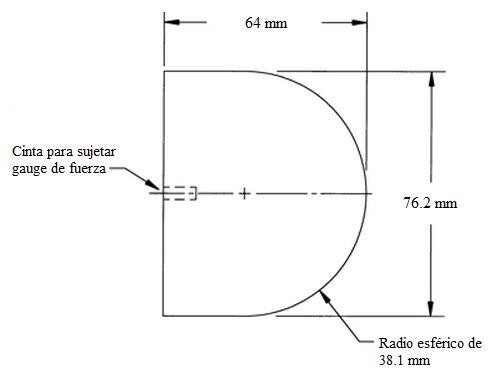 64 mm
Cinta para sujetar
gauge de fuerza
76.2 mm
Radio esférico de
38.1 mm